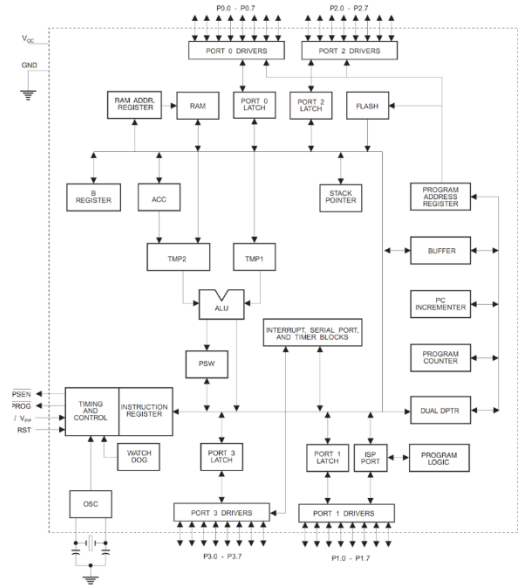 P0.0 - P0.7
P2.0 - P2.7
VCC
PORT 0 DRIVERS
PORT 2 DRIVERS
GND
RAM ADDR.
REGISTER
RAM
PORT 0
LATCH
PORT 2
LATCH
FLASH
B
REGISTER
ACC
STACK
POINTER
PROGRAM
ADDRESS
REGISTER
TMP2
TMP1
BUFFER
ALU
PC
INCREMENTER
INTERRUPT, SERIAL PORT,
AND TIMER BLOCKS
PSW
PROGRAM
COUNTER
PSEN
PROG
/ VPP
RST
TIMING
AND
CONTROL
INSTRUCTION
REGISTER
DUAL DPTR
WATCH
DOG
PORT 3
LATCH
PORT 1
LATCH
ISP
PORT
PROGRAM
LOGIC
OSC
PORT 3 DRIVERS
PORT 1 DRIVERS
P3.0 - P3.7
P1.0 - P1.7